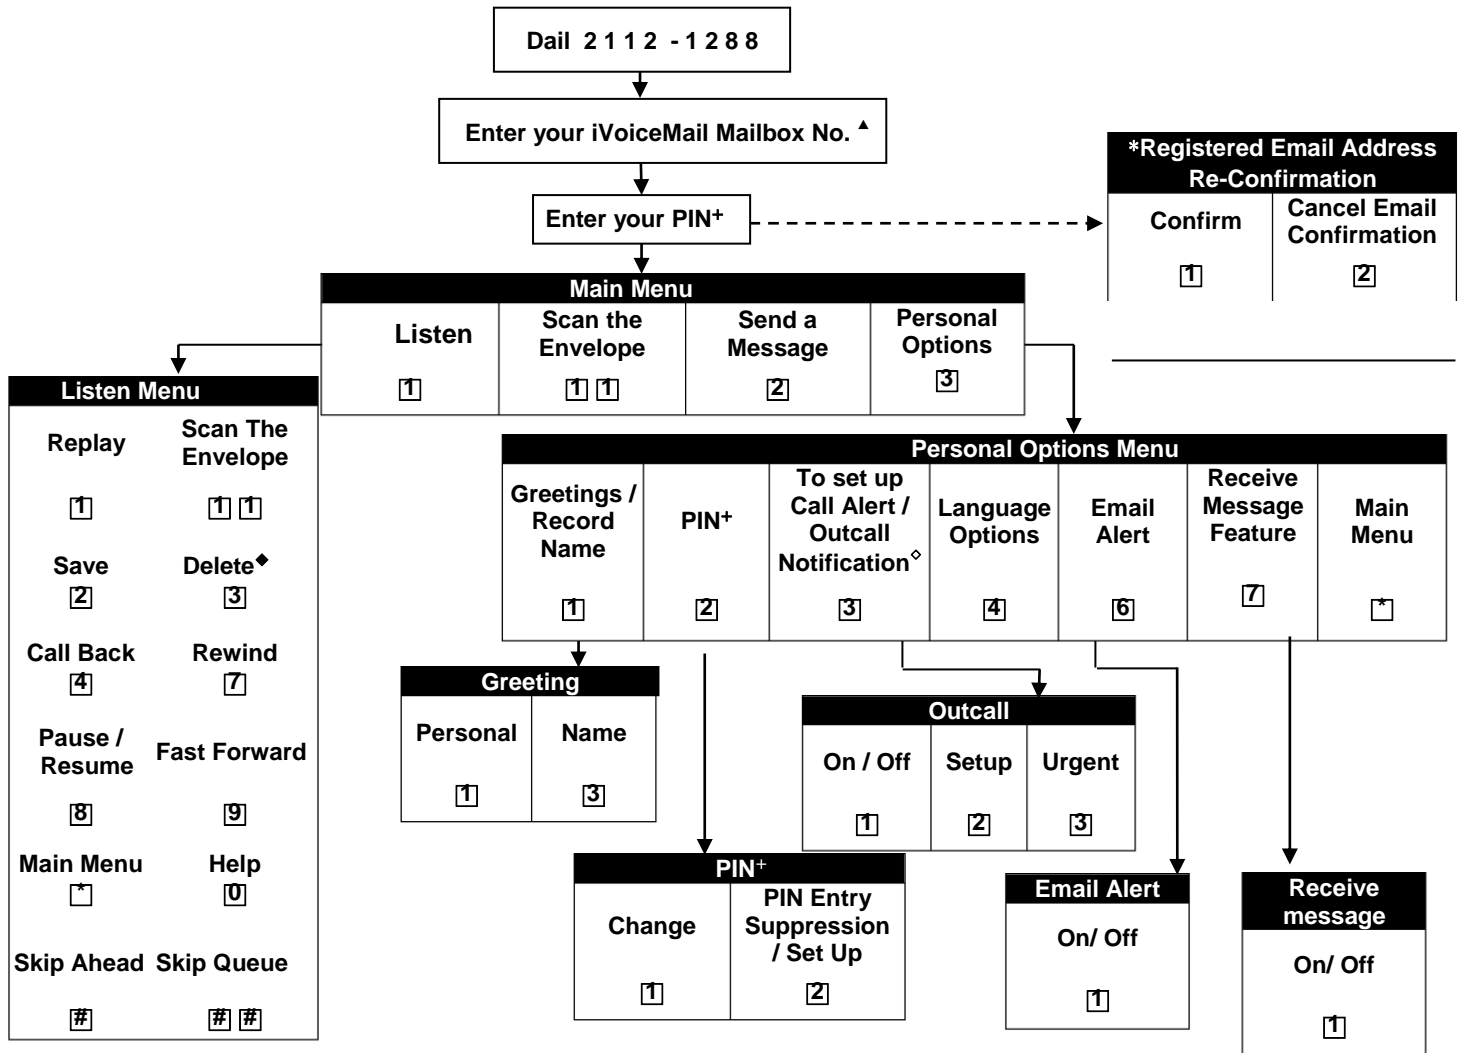 Dail 2 1 1 2 - 1 2 8 8
Enter your iVoiceMail Mailbox No. ▲
Enter your PIN+
*Registered Email Address
Re-Confirmation
Confirm
1
Cancel Email
Confirmation
2
Main Menu
Listen
1
Scan the
Envelope
1 1
Send a
Message
2
Personal
Options
3
Listen Menu
Replay
1
Scan The
Envelope
1 1
Save
2
Delete◆
3
Call Back
4
Rewind
7
Pause /
Resume
8
Fast Forward
9
Main Menu
*
Help
0
Skip Ahead
#
Skip Queue
# #
Personal Options Menu
Greetings /
Record
Name
1
PIN+
2
To set up
Call Alert /
Outcall
Notification◇
3
Language
Options
4
Email
Alert
6
Receive
Message
Feature
7
Main
Menu
*
Greeting
Personal
1
Name
3
Outcall
On / Off
1
Setup
2
Urgent
3
PIN+
Change
1
PIN Entry
Suppression
/ Set Up
2
Email Alert
On/ Off
1
Receive
message
On/ Off
1